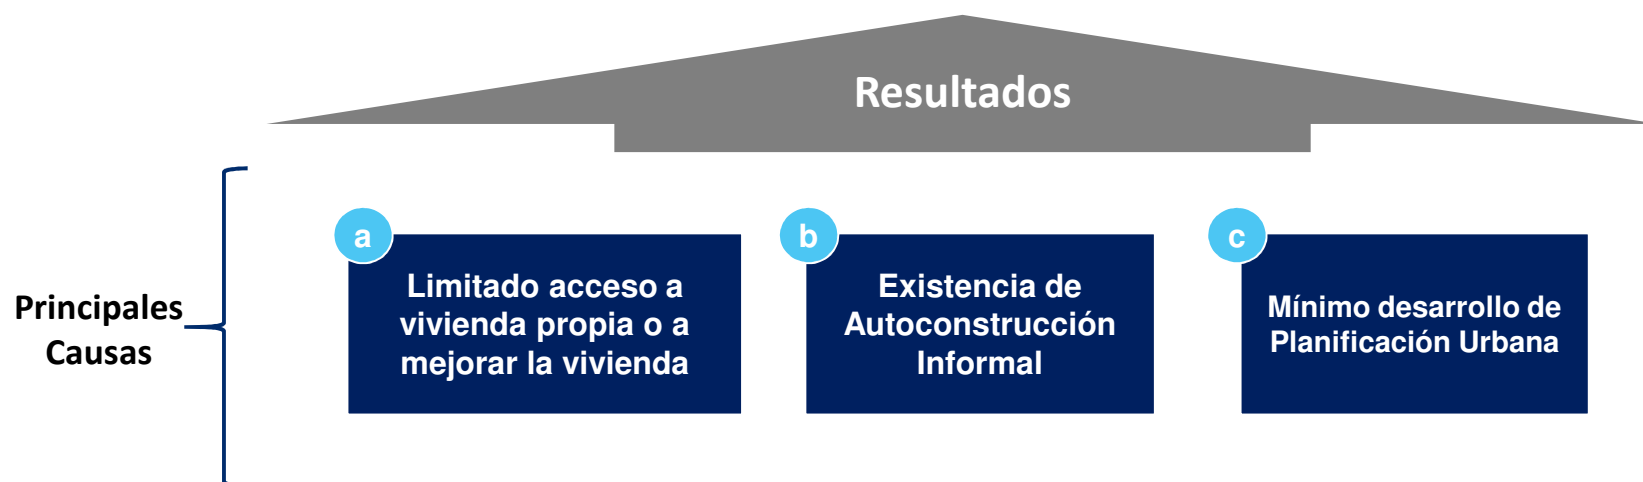 Resultados
Principales
Causas
a
Limitado acceso a
vivienda propia o a
mejorar la vivienda
b
Existencia de
Autoconstrucción
Informal
c
Mínimo desarrollo de
Planificación Urbana